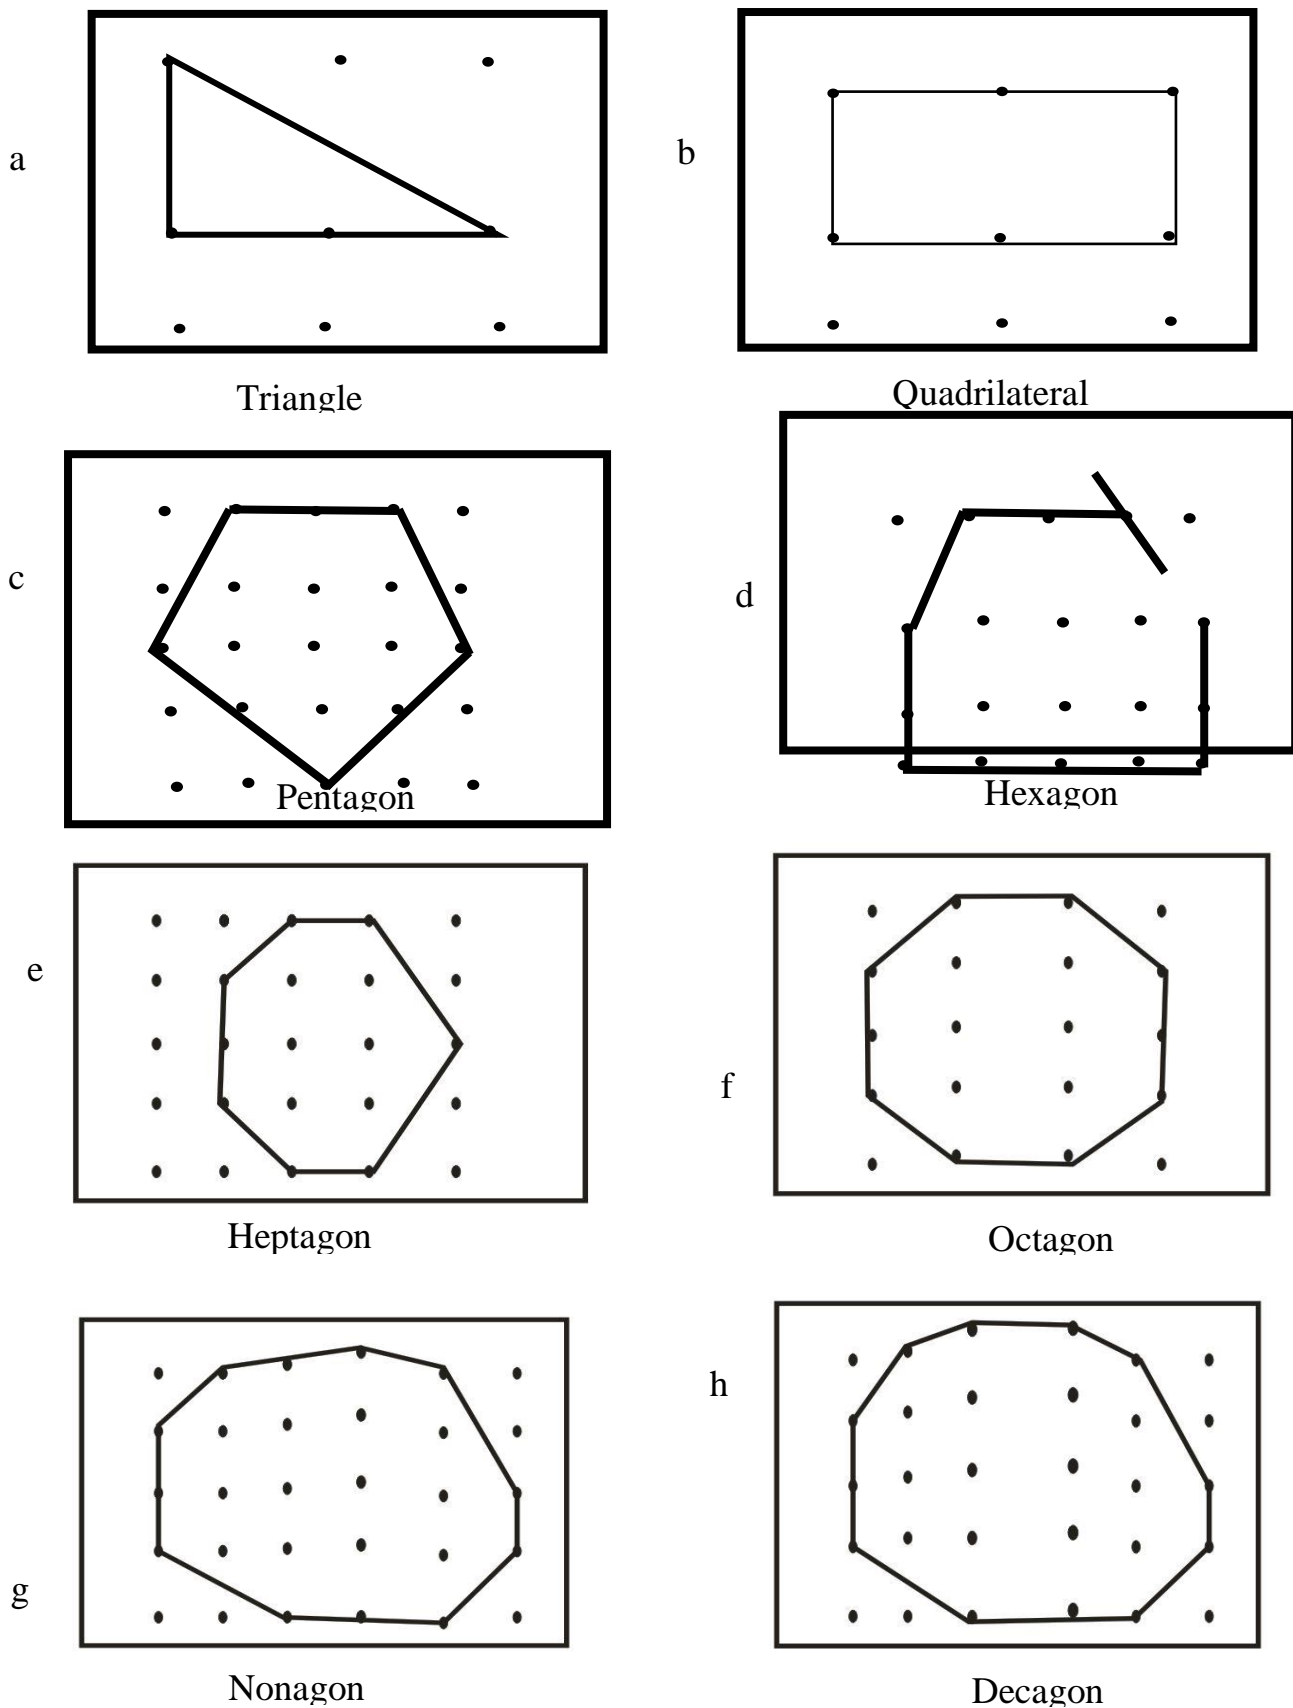 a
b
Triangle
Quadrilateral
c
d
Pentagon
Hexagon
e
f
Heptagon
Octagon
g
h
Nonagon
Decagon